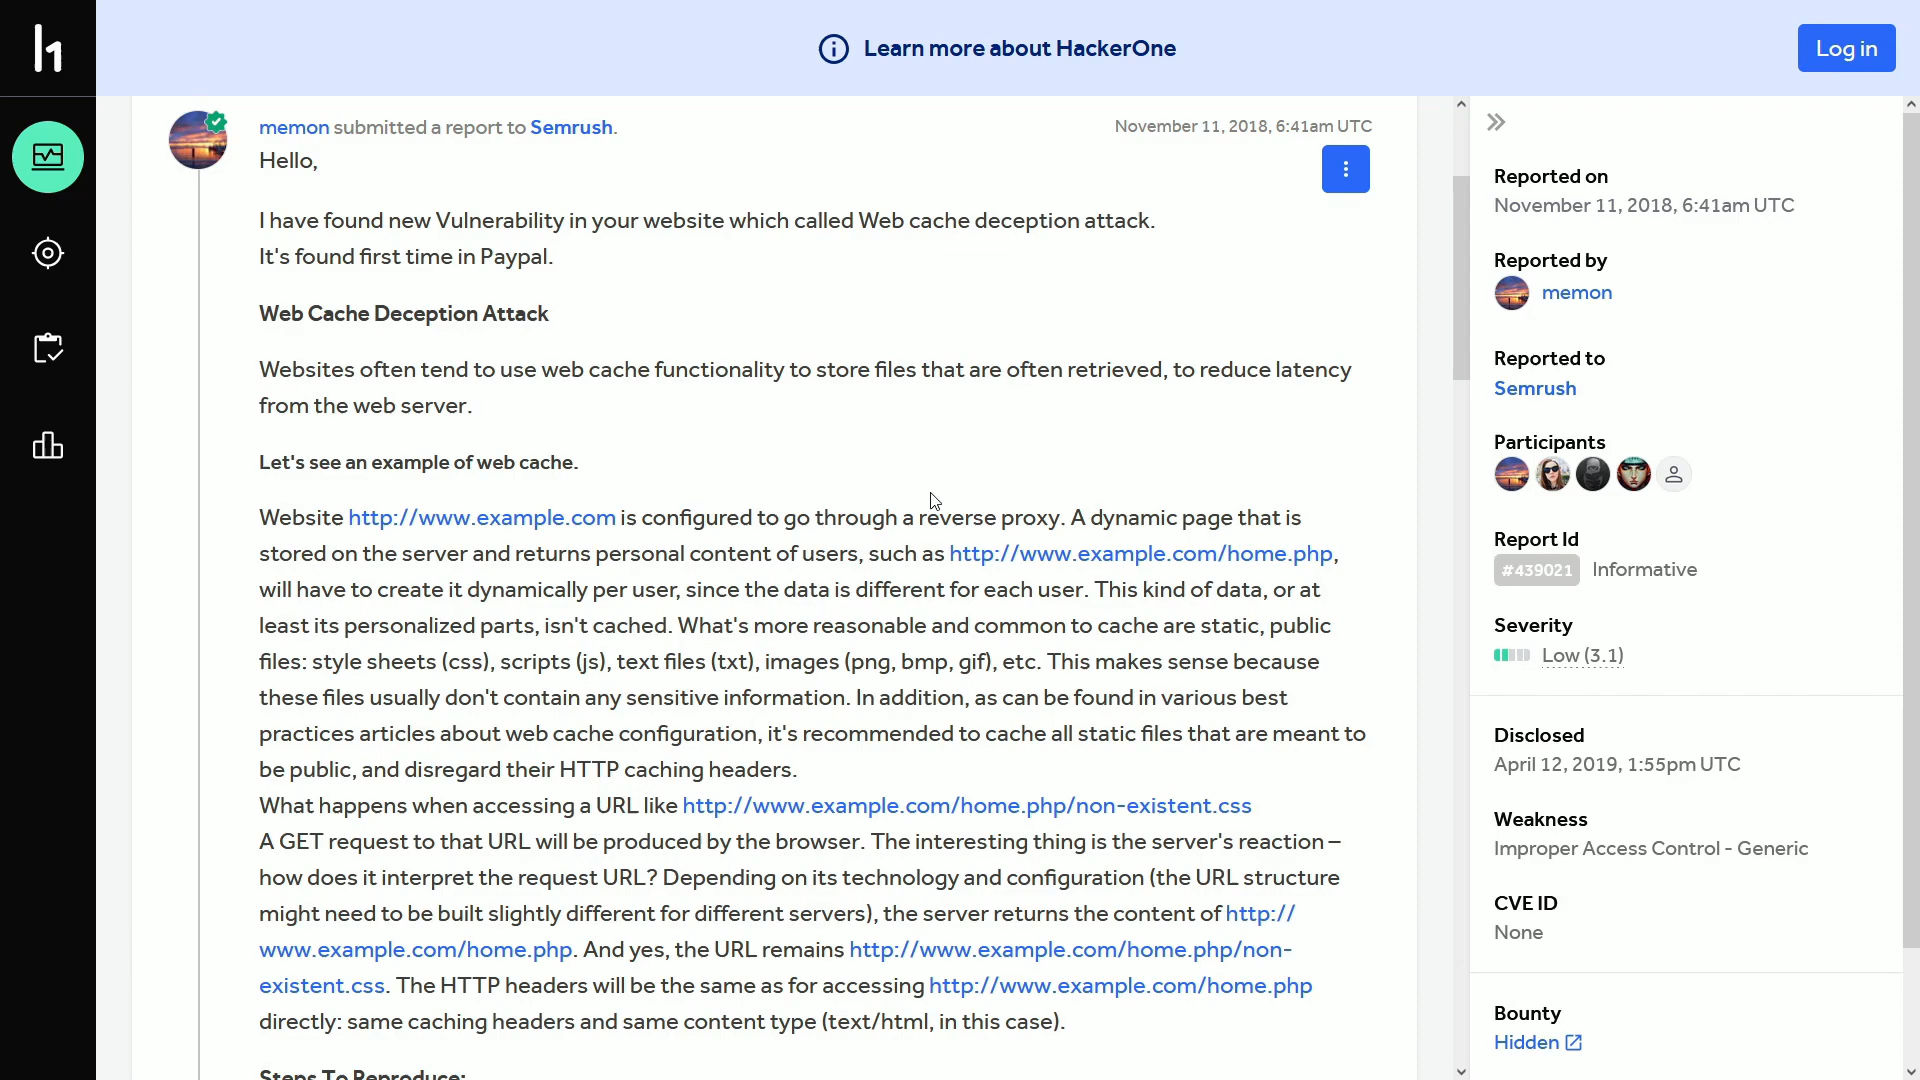 h1
Learn more about HackerOne
Log in
memon submitted a report to Semrush.
November 11, 2018, 6:41am UTC
Hello,
I have found new Vulnerability in your website which called Web cache deception attack.
It's found first time in Paypal.
Web Cache Deception Attack
Websites often tend to use web cache functionality to store files that are often retrieved, to reduce latency
from the web server.
Let's see an example of web cache.
Website http://www.example.com is configured to go through a reverse proxy. A dynamic page that is
stored on the server and returns personal content of users, such as http://www.example.com/home.php,
will have to create it dynamically per user, since the data is different for each user. This kind of data, or at
least its personalized parts, isn't cached. What's more reasonable and common to cache are static, public
files: style sheets (css), scripts (js), text files (txt), images (png, bmp, gif), etc. This makes sense because
these files usually don't contain any sensitive information. In addition, as can be found in various best
practices articles about web cache configuration, it's recommended to cache all static files that are meant to
be public, and disregard their HTTP caching headers.
What happens when accessing a URL like http://www.example.com/home.php/non-existent.css
A GET request to that URL will be produced by the browser. The interesting thing is the server's reaction –
how does it interpret the request URL? Depending on its technology and configuration (the URL structure
might need to be built slightly different for different servers), the server returns the content of http://
www.example.com/home.php. And yes, the URL remains http://www.example.com/home.php/non-
existent.css. The HTTP headers will be the same as for accessing http://www.example.com/home.php
directly: same caching headers and same content type (text/html, in this case).
Steps To Reproduce:
Reported on
November 11, 2018, 6:41am UTC
Reported by
memon
Reported to
Semrush
Participants
Report Id
#439021 Informative
Severity
Low (3.1)
Disclosed
April 12, 2019, 1:55pm UTC
Weakness
Improper Access Control - Generic
CVE ID
None
Bounty
Hidden